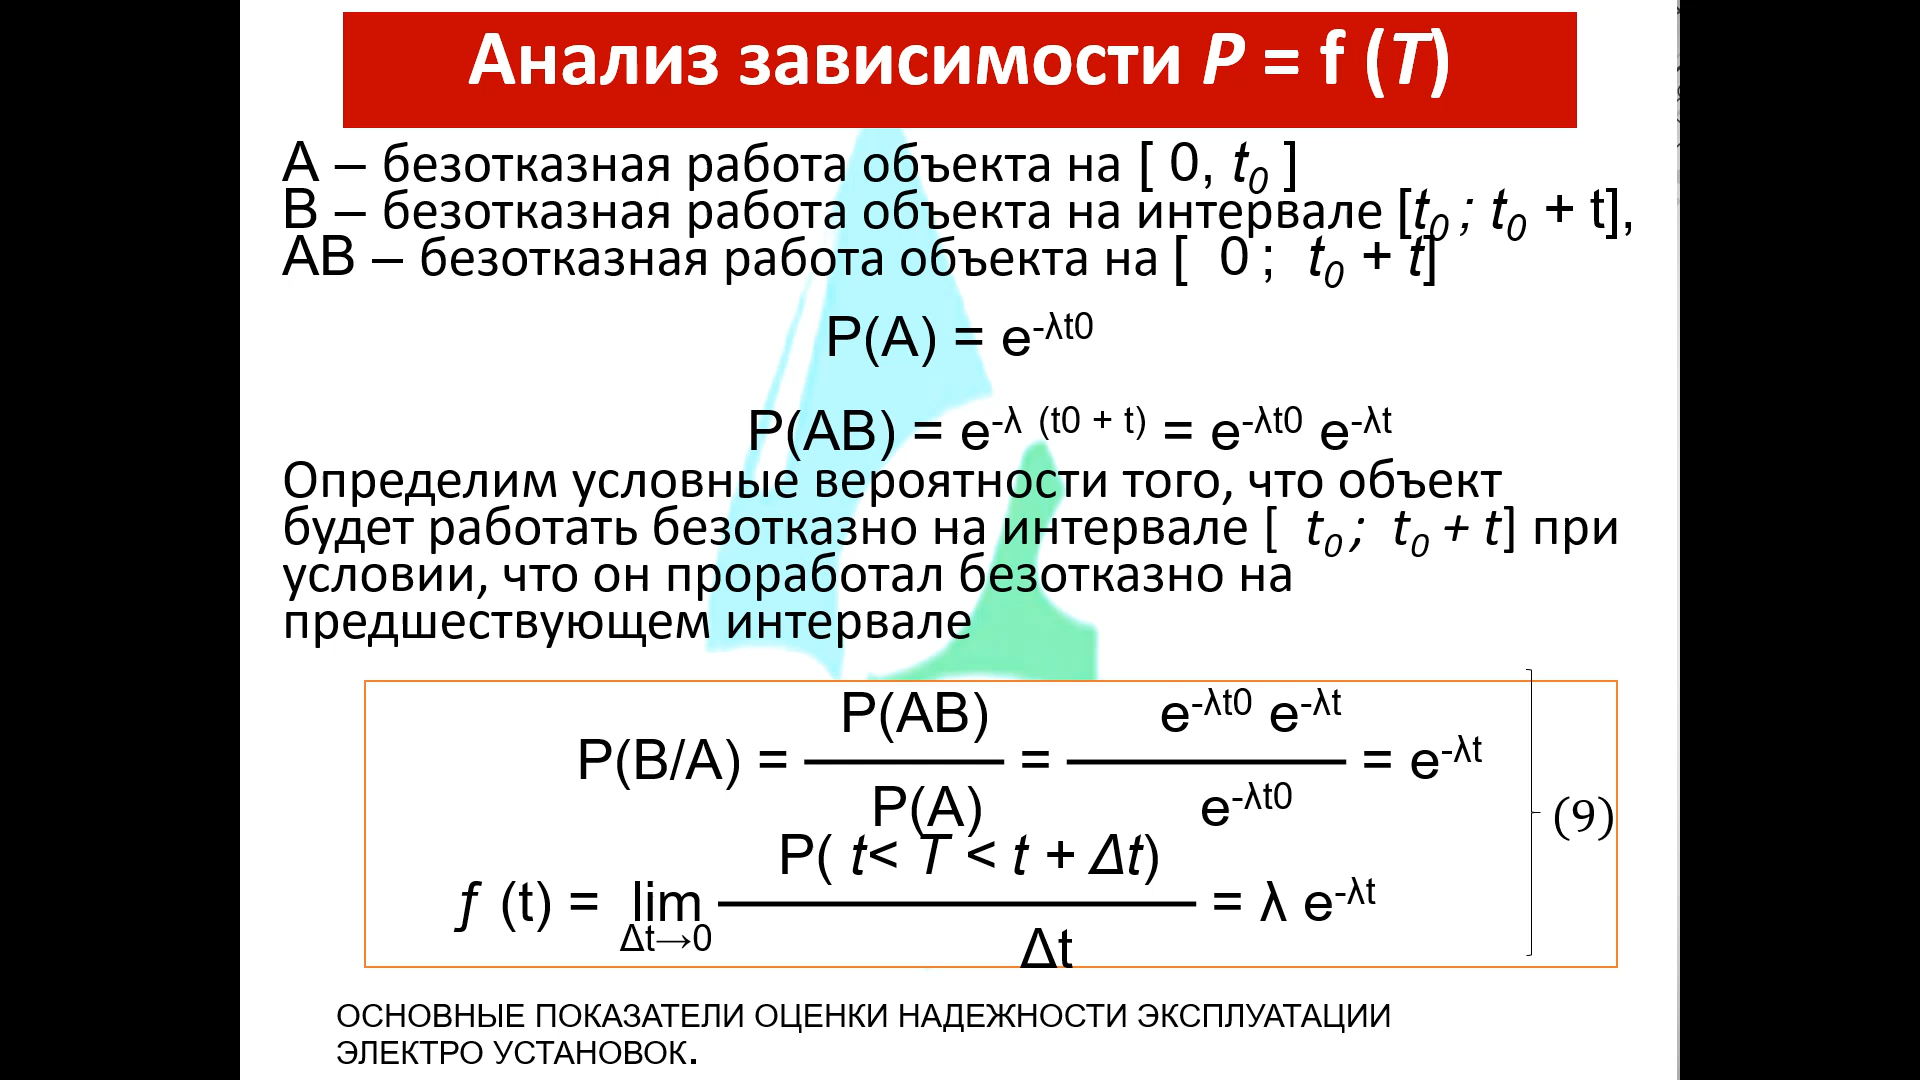 Анализ зависимости P = f (T)
А – безотказная работа объекта на [ 0, t₀ ]
В – безотказная работа объекта на интервале [t₀ ; t₀ + t],
АВ – безотказная работа объекта на [ 0 ; t₀ + t]
P(A) = e^-λt0
P(AB) = e^-λ (t0 + t) = e^-λt0 e^-λt
Определим условные вероятности того, что объект
будет работать безотказно на интервале [ t₀ ; t₀ + t] при
условии, что он проработал безотказно на
предшествующем интервале
P(AB) e^-λt0 e^-λt
P(B/A) = ——— = ——— = e^-λt
P(A) e^-λt0
(9)
P( t< T < t + Δt)
ƒ (t) = lim ——— = λ e^-λt
Δt→0
Δt
ОСНОВНЫЕ ПОКАЗАТЕЛИ ОЦЕНКИ НАДЕЖНОСТИ ЭКСПЛУАТАЦИИ
ЭЛЕКТРО УСТАНОВОК.